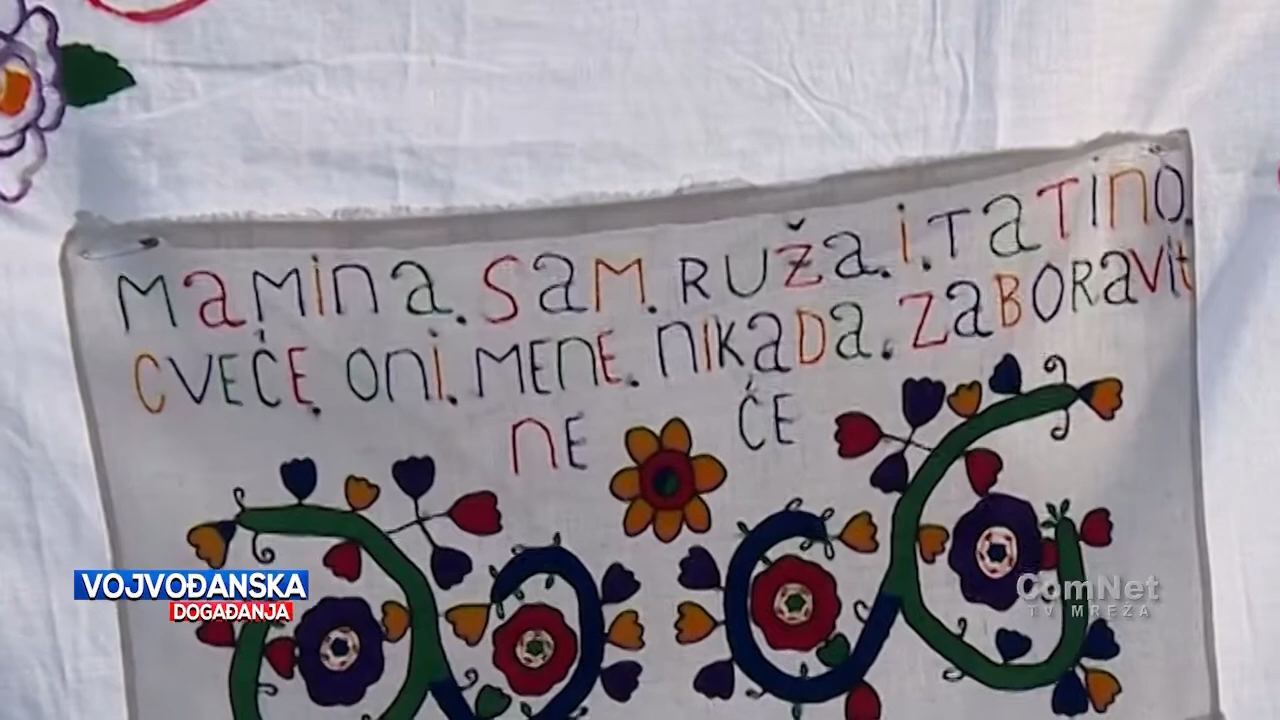 MaMina. SaM. RUža. i. TaTinO.
CVEĆE. Oni. MENE. nikaDa. ZaBORaVit
nE ĆE
VOJVOĐANSKA
DOGAĐANJA
ComNet
TV MREŽA